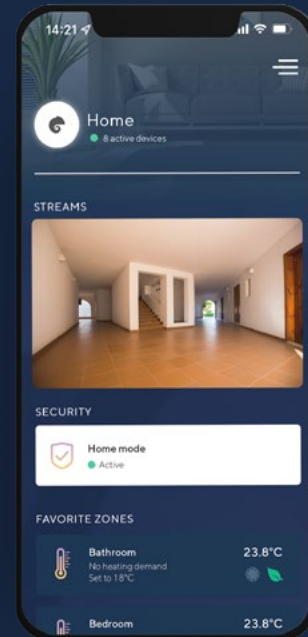 14:21
Home
8 active devices
STREAMS
SECURITY
Home mode
Active
FAVORITE ZONES
Bathroom 23.8°C
No heating demand
Set to 18°C
Bedroom 23.8°C